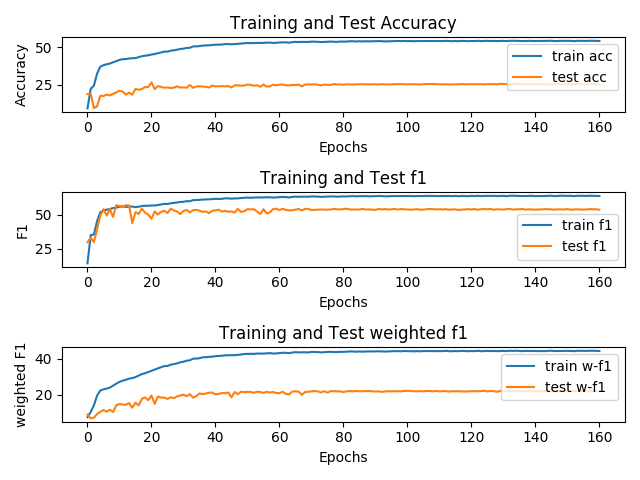 Training and Test Accuracy
Accuracy
50
25
train acc
test acc
0 20 40 60 80 100 120 140 160
Epochs
Training and Test f1
F1
50
25
train f1
test f1
0 20 40 60 80 100 120 140 160
Epochs
Training and Test weighted f1
weighted F1
40
20
train w-f1
test w-f1
0 20 40 60 80 100 120 140 160
Epochs